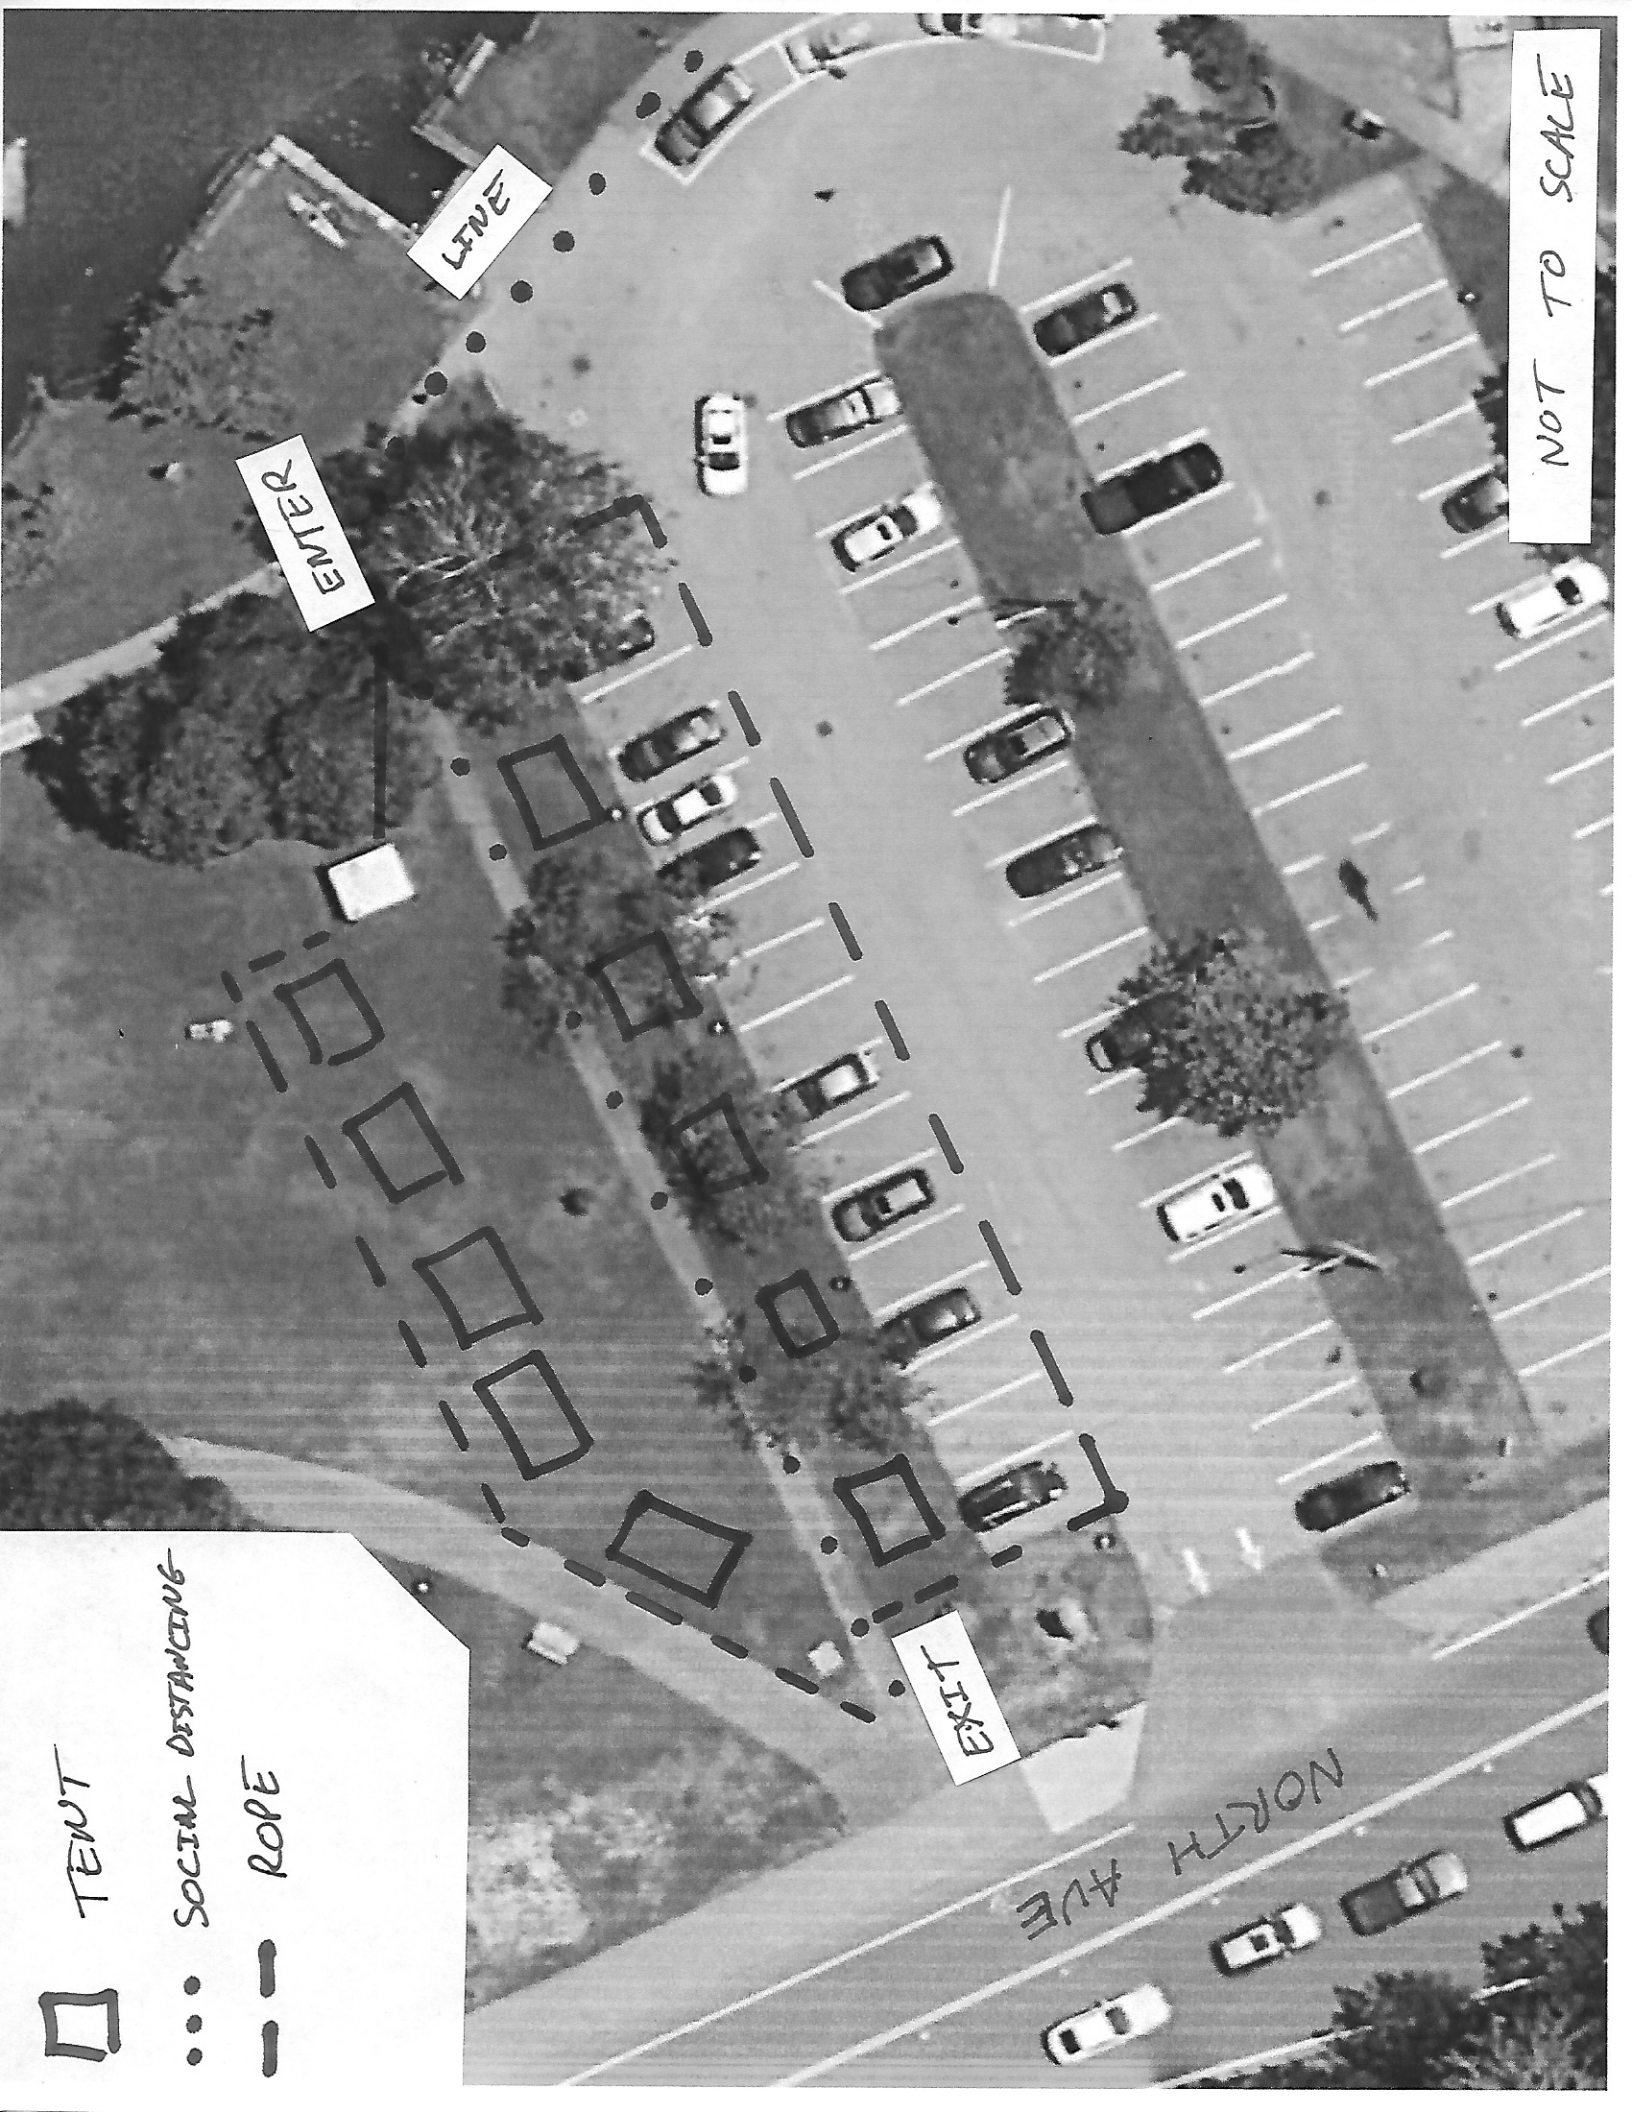 NOT TO SCALE
LINE
ENTER
EXIT
NORTH AVE
TENT
SOCIAL DISTANCING
ROPE